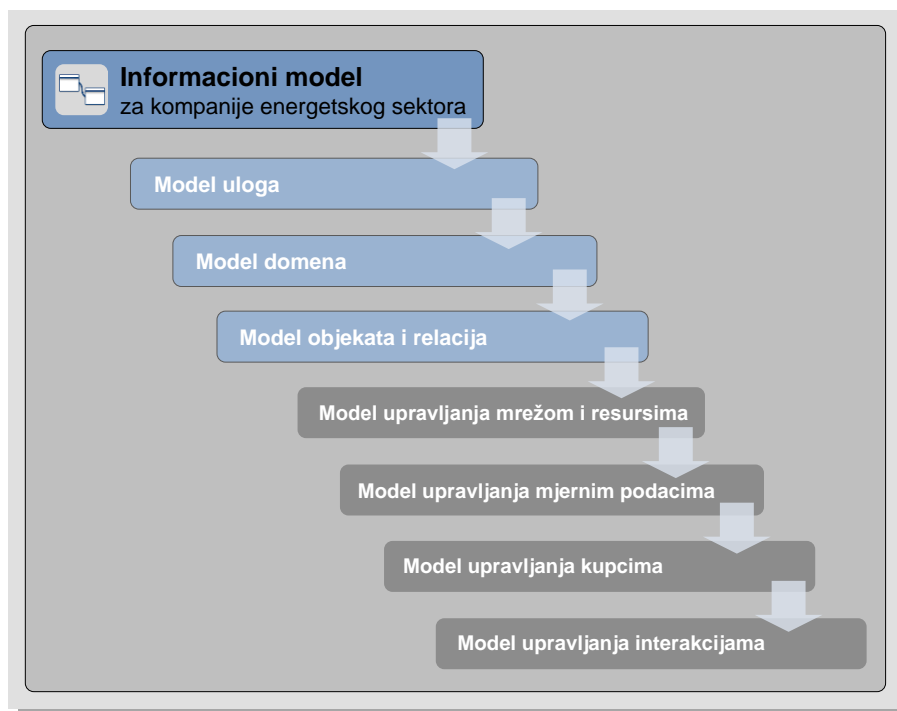 Informacioni model
za kompanije energetskog sektora
Model uloga
Model domena
Model objekata i relacija
Model upravljanja mrežom i resursima
Model upravljanja mjernim podacima
Model upravljanja kupcima
Model upravljanja interakcijama